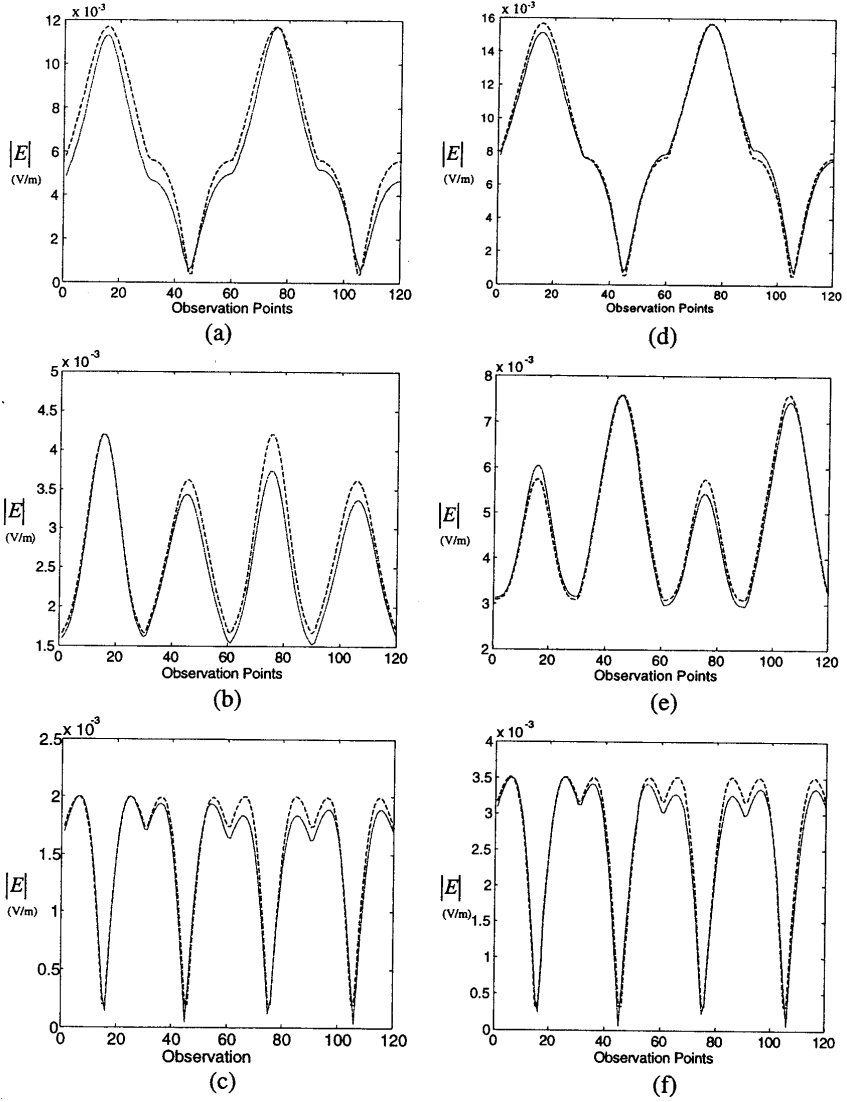 x 10⁻³
12
10
8
6
4
2
0
|E|
(V/m)
0 20 40 60 80 100 120
Observation Points
(a)
x 10⁻³
16
14
12
10
8
6
4
2
0
|E|
(V/m)
0 20 40 60 80 100 120
Observation Points
(d)
x 10⁻³
5
4.5
4
3.5
3
2.5
2
1.5
|E|
(V/m)
0 20 40 60 80 100 120
Observation Points
(b)
x 10⁻³
8
7
6
5
4
3
2
|E|
(V/m)
0 20 40 60 80 100 120
Observation Points
(e)
x 10⁻³
2.5
2
1.5
1
0.5
0
|E|
(V/m)
0 20 40 60 80 100 120
Observation
(c)
x 10⁻³
4
3.5
3
2.5
2
1.5
1
0.5
0
|E|
(V/m)
0 20 40 60 80 100 120
Observation Points
(f)